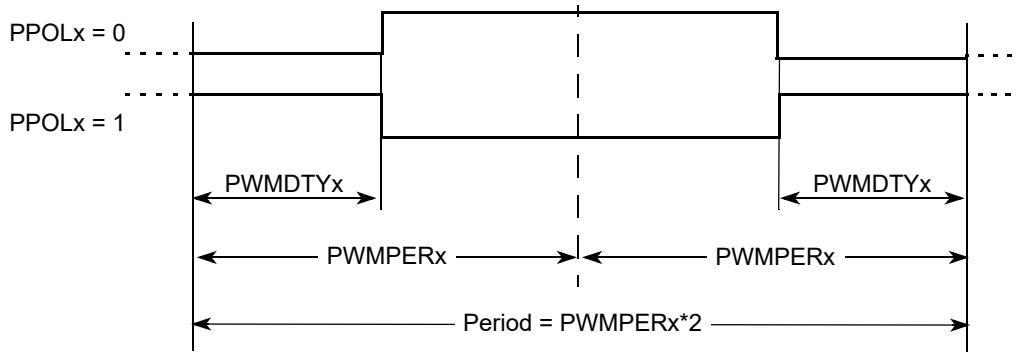 PPOLx = 0
PPOLx = 1
PWMDTYx
PWMDTYx
PWMPERx
PWMPERx
Period = PWMPERx*2